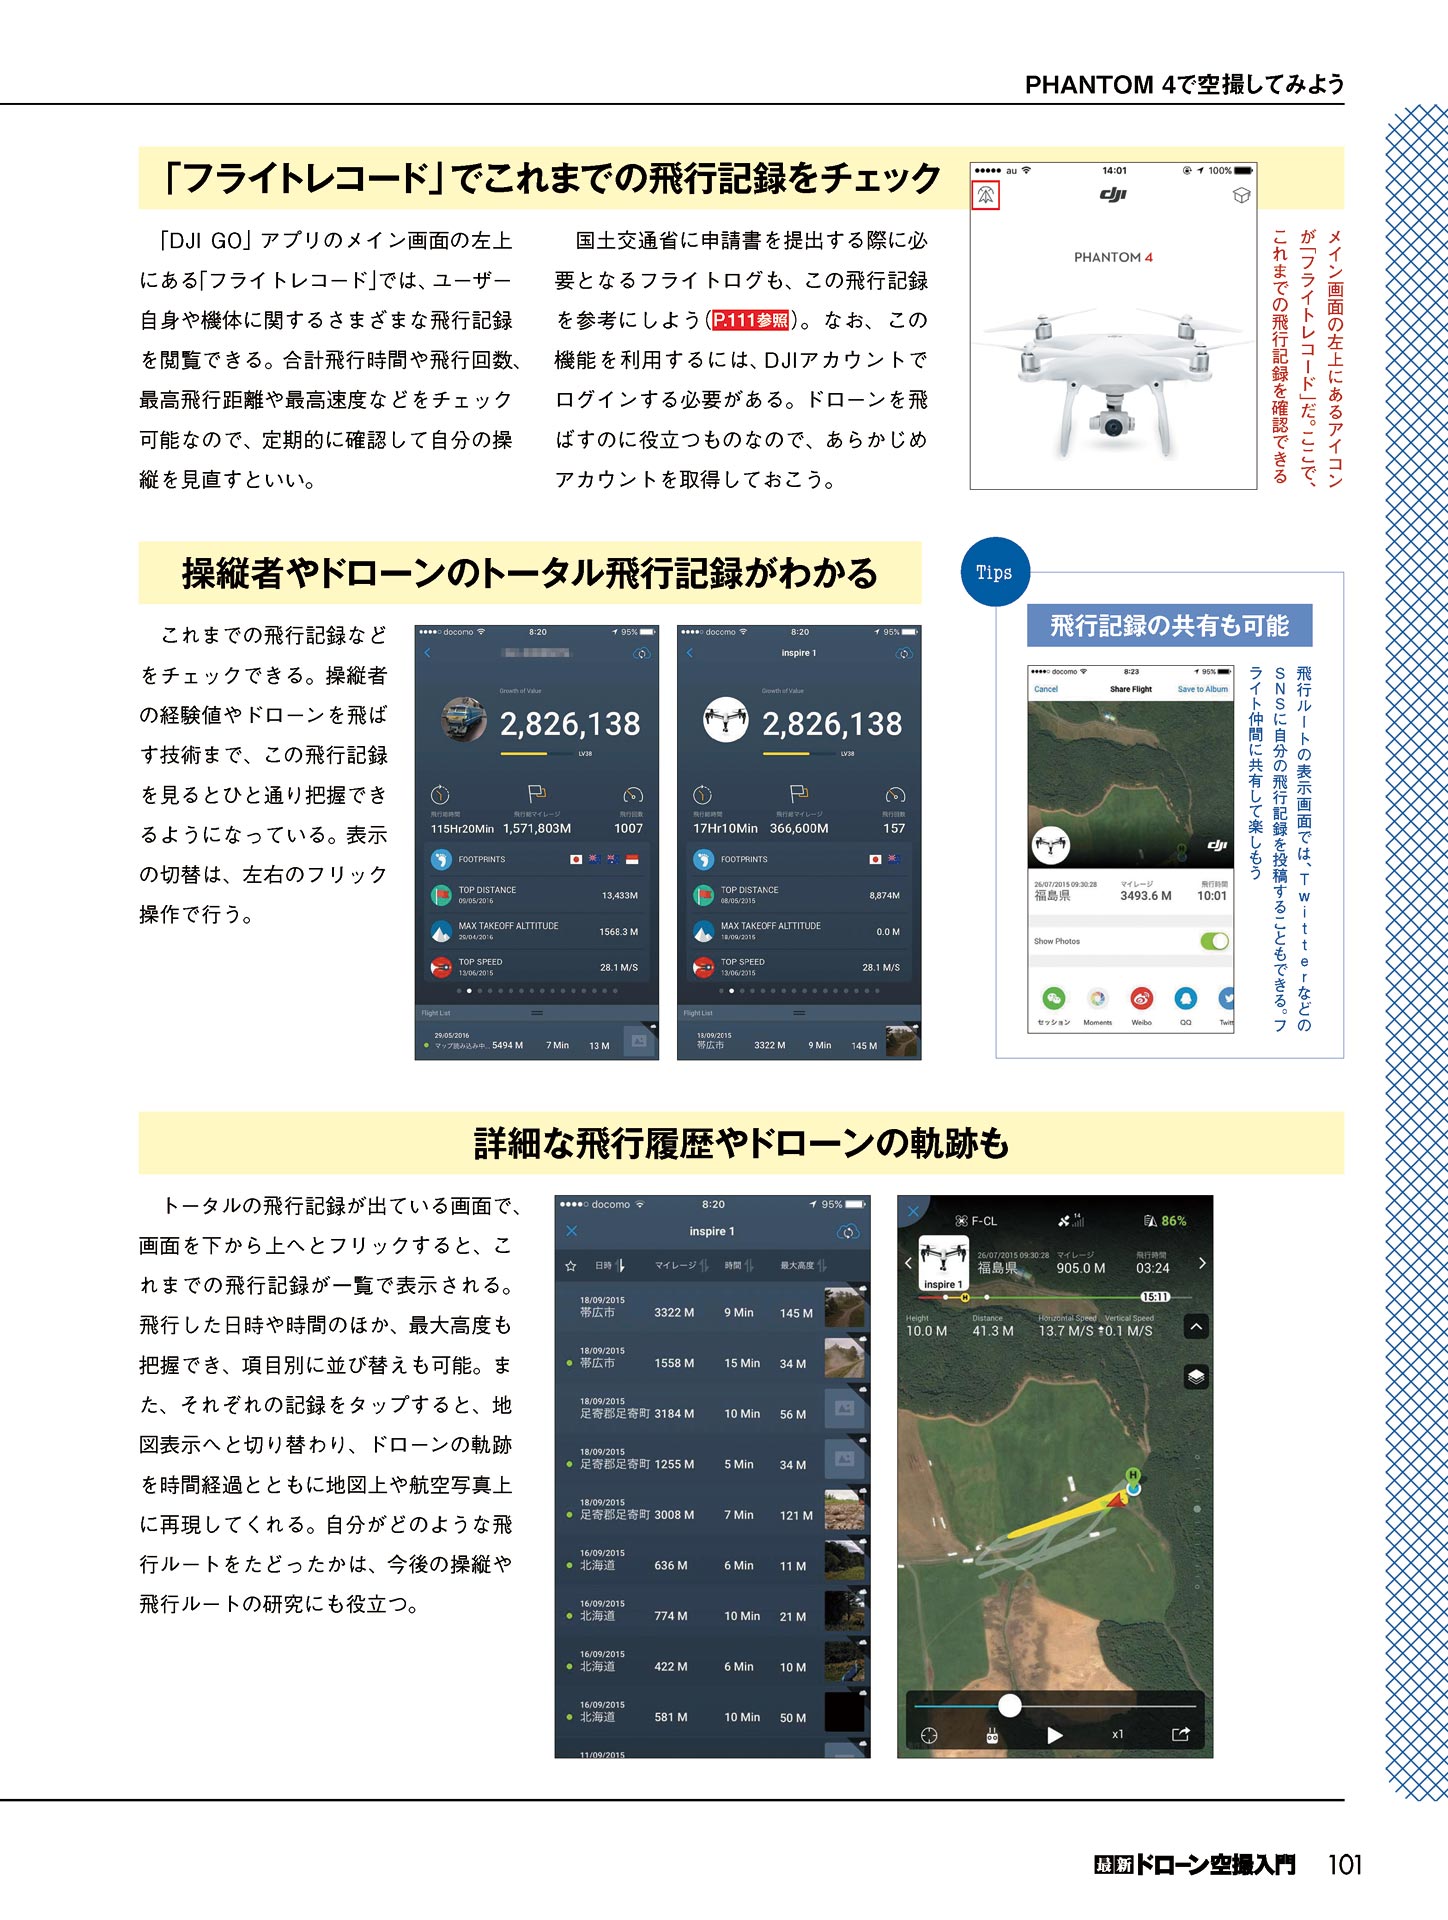 PHANTOM 4で空撮してみよう
「フライトレコード」でこれまでの飛行記録をチェック
「DJI GO」アプリのメイン画面の左上
にある「フライトレコード」では、ユーザー
自身や機体に関するさまざまな飛行記録
を閲覧できる。合計飛行時間や飛行回数、
最高飛行距離や最高速度などをチェック
可能なので、定期的に確認して自分の操
縦を見直すといい。
国土交通省に申請書を提出する際に必
要となるフライトログも、この飛行記録
を参考にしよう(P.111参照)。なお、この
機能を利用するには、DJIアカウントで
ログインする必要がある。ドローンを飛
ばすのに役立つものなので、あらかじめ
アカウントを取得しておこう。
au 14:01 100%
dji
PHANTOM 4
メイン画面の左上にあるアイコン
が「フライトレコード」だ。ここで、
これまでの飛行記録を確認できる
操縦者やドローンのトータル飛行記録がわかる
これまでの飛行記録など
をチェックできる。操縦者
の経験値やドローンを飛ば
す技術まで、この飛行記録
を見るとひと通り把握でき
るようになっている。表示
の切替は、左右のフリック
操作で行う。
docomo 8:20 95%
Growth of Value
2,826,138
LV38
飛行総時間 飛行総マイレージ 飛行回数
115Hr20Min 1,571,803M 1007
FOOTPRINTS
TOP DISTANCE
09/05/2016
13,433M
MAX TAKEOFF ALTTITUDE
29/04/2016
1568.3 M
TOP SPEED
13/06/2015
28.1 M/S
Flight List
29/05/2016
マップ読み込み中... 5494 M 7 Min 13 M
docomo 8:20 95%
inspire 1
Growth of Value
2,826,138
LV38
飛行総時間 飛行総マイレージ 飛行回数
17Hr10Min 366,600M 157
FOOTPRINTS
TOP DISTANCE
08/05/2015
8,874M
MAX TAKEOFF ALTTITUDE
18/09/2015
0.0 M
TOP SPEED
13/06/2015
28.1 M/S
Flight List
18/09/2015
帯広市 3322 M 9 Min 145 M
Tips
飛行記録の共有も可能
docomo 8:23 95%
Cancel Share Flight Save to Album
dji
26/07/2015 09:30:28 マイレージ 飛行時間
福島県 3493.6 M 10:01
Show Photos
セッション Moments Weibo QQ Twitt
飛行ルートの表示画面では、Twitterなどの
SNSに自分の飛行記録を投稿することもできる。フ
ライト仲間に共有して楽しもう
詳細な飛行履歴やドローンの軌跡も
トータルの飛行記録が出ている画面で、
画面を下から上へとフリックすると、こ
れまでの飛行記録が一覧で表示される。
飛行した日時や時間のほか、最大高度も
把握でき、項目別に並び替えも可能。ま
た、それぞれの記録をタップすると、地
図表示へと切り替わり、ドローンの軌跡
を時間経過とともに地図上や航空写真上
に再現してくれる。自分がどのような飛
行ルートをたどったかは、今後の操縦や
飛行ルートの研究にも役立つ。
docomo 8:20 95%
inspire 1
日時 マイレージ 時間 最大高度
18/09/2015
帯広市 3322 M 9 Min 145 M
18/09/2015
帯広市 1558 M 15 Min 34 M
18/09/2015
足寄郡足寄町 3184 M 10 Min 56 M
18/09/2015
足寄郡足寄町 1255 M 5 Min 34 M
18/09/2015
足寄郡足寄町 3008 M 7 Min 121 M
16/09/2015
北海道 636 M 6 Min 11 M
16/09/2015
北海道 774 M 10 Min 21 M
16/09/2015
北海道 422 M 6 Min 10 M
16/09/2015
北海道 581 M 10 Min 50 M
11/09/2015
F-CL 14 86%
26/07/2015 09:30:28 マイレージ 飛行時間
福島県 905.0 M 03:24
inspire 1
H
15:11
Height Distance Horizontal Speed Vertical Speed
10.0 M 41.3 M 13.7 M/S 0.1 M/S
H
x1
最新ドローン空撮入門 101